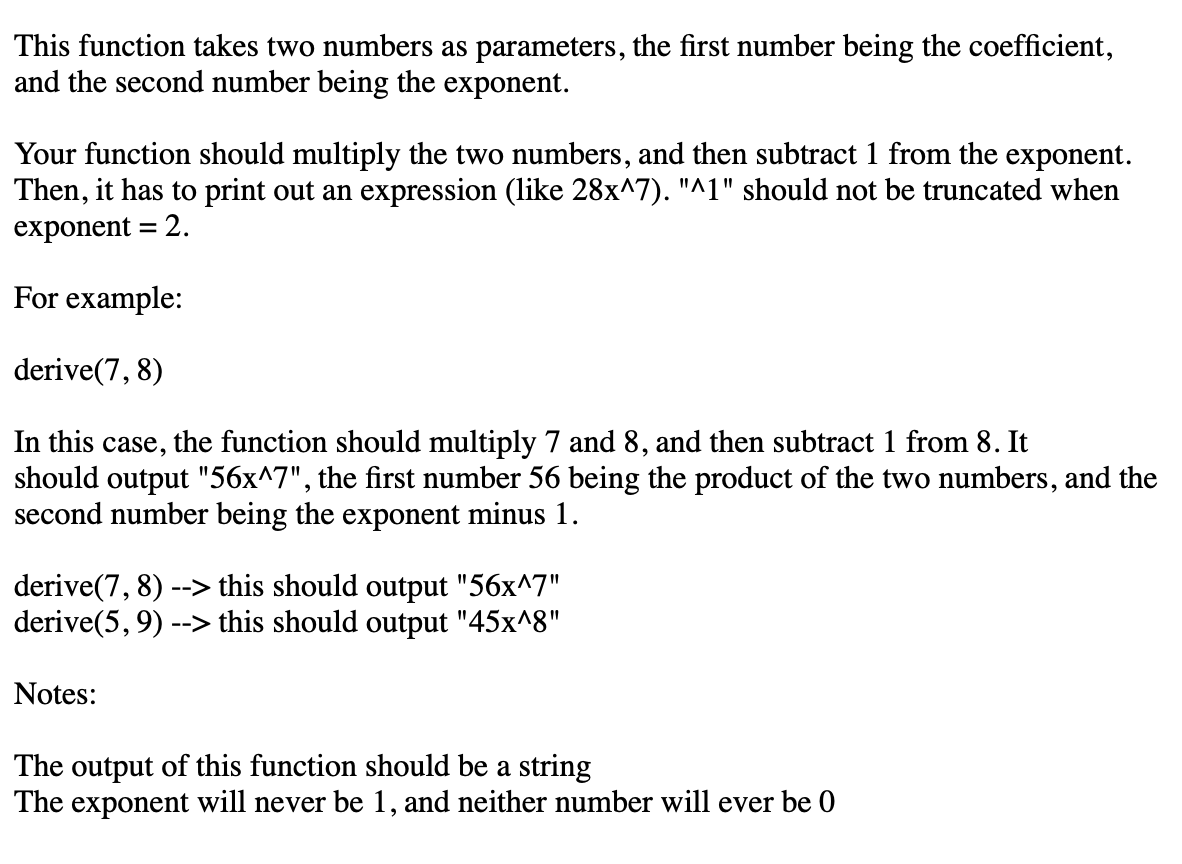 This function takes two numbers as parameters, the first number being the coefficient,
and the second number being the exponent.
Your function should multiply the two numbers, and then subtract 1 from the exponent.
Then, it has to print out an expression (like 28x^7). "^1" should not be truncated when
exponent = 2.
For example:
derive(7, 8)
In this case, the function should multiply 7 and 8, and then subtract 1 from 8. It
should output "56x^7", the first number 56 being the product of the two numbers, and the
second number being the exponent minus 1.
derive(7, 8) --> this should output "56x^7"
derive(5, 9) --> this should output "45x^8"
Notes:
The output of this function should be a string
The exponent will never be 1, and neither number will ever be 0